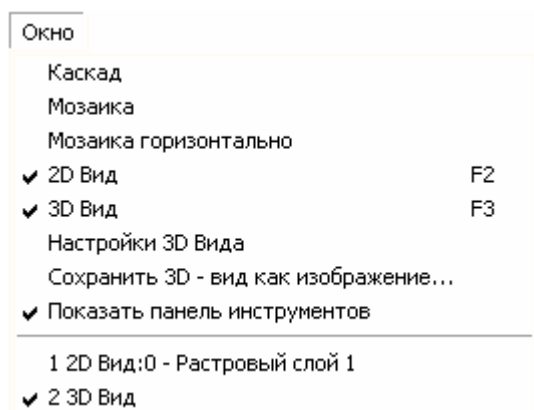 Окно
Каскад
Мозаика
Мозаика горизонтально
2D Вид F2
3D Вид F3
Настройки 3D Вида
Сохранить 3D - вид как изображение...
Показать панель инструментов
1 2D Вид:0 - Растровый слой 1
2 3D Вид